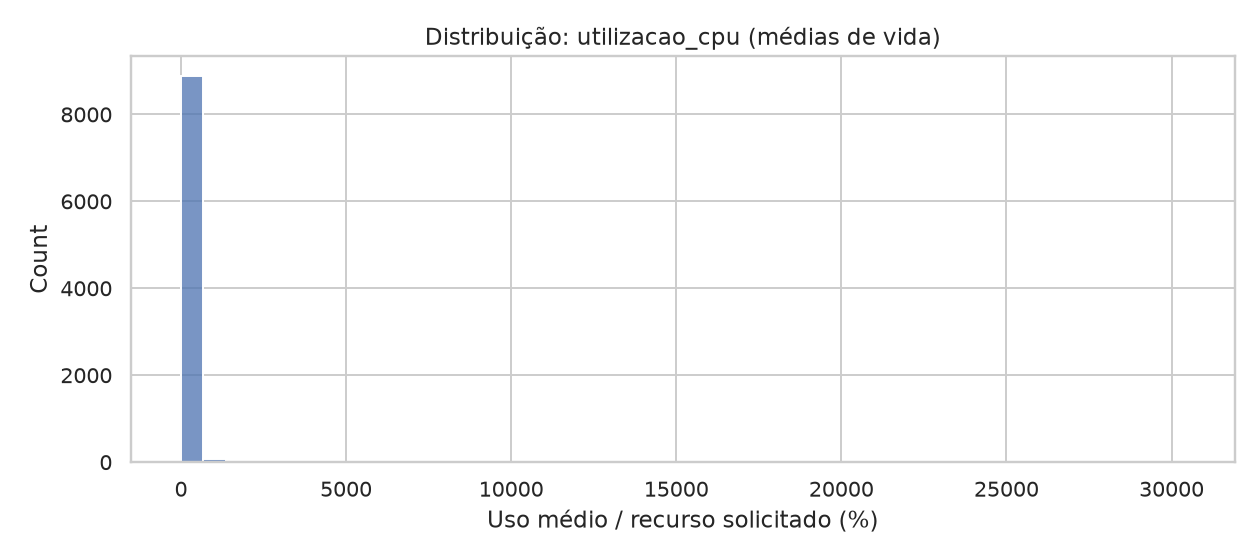 Distribuição: utilizacao_cpu (médias de vida)
Count
8000
6000
4000
2000
0
0 5000 10000 15000 20000 25000 30000
Uso médio / recurso solicitado (%)